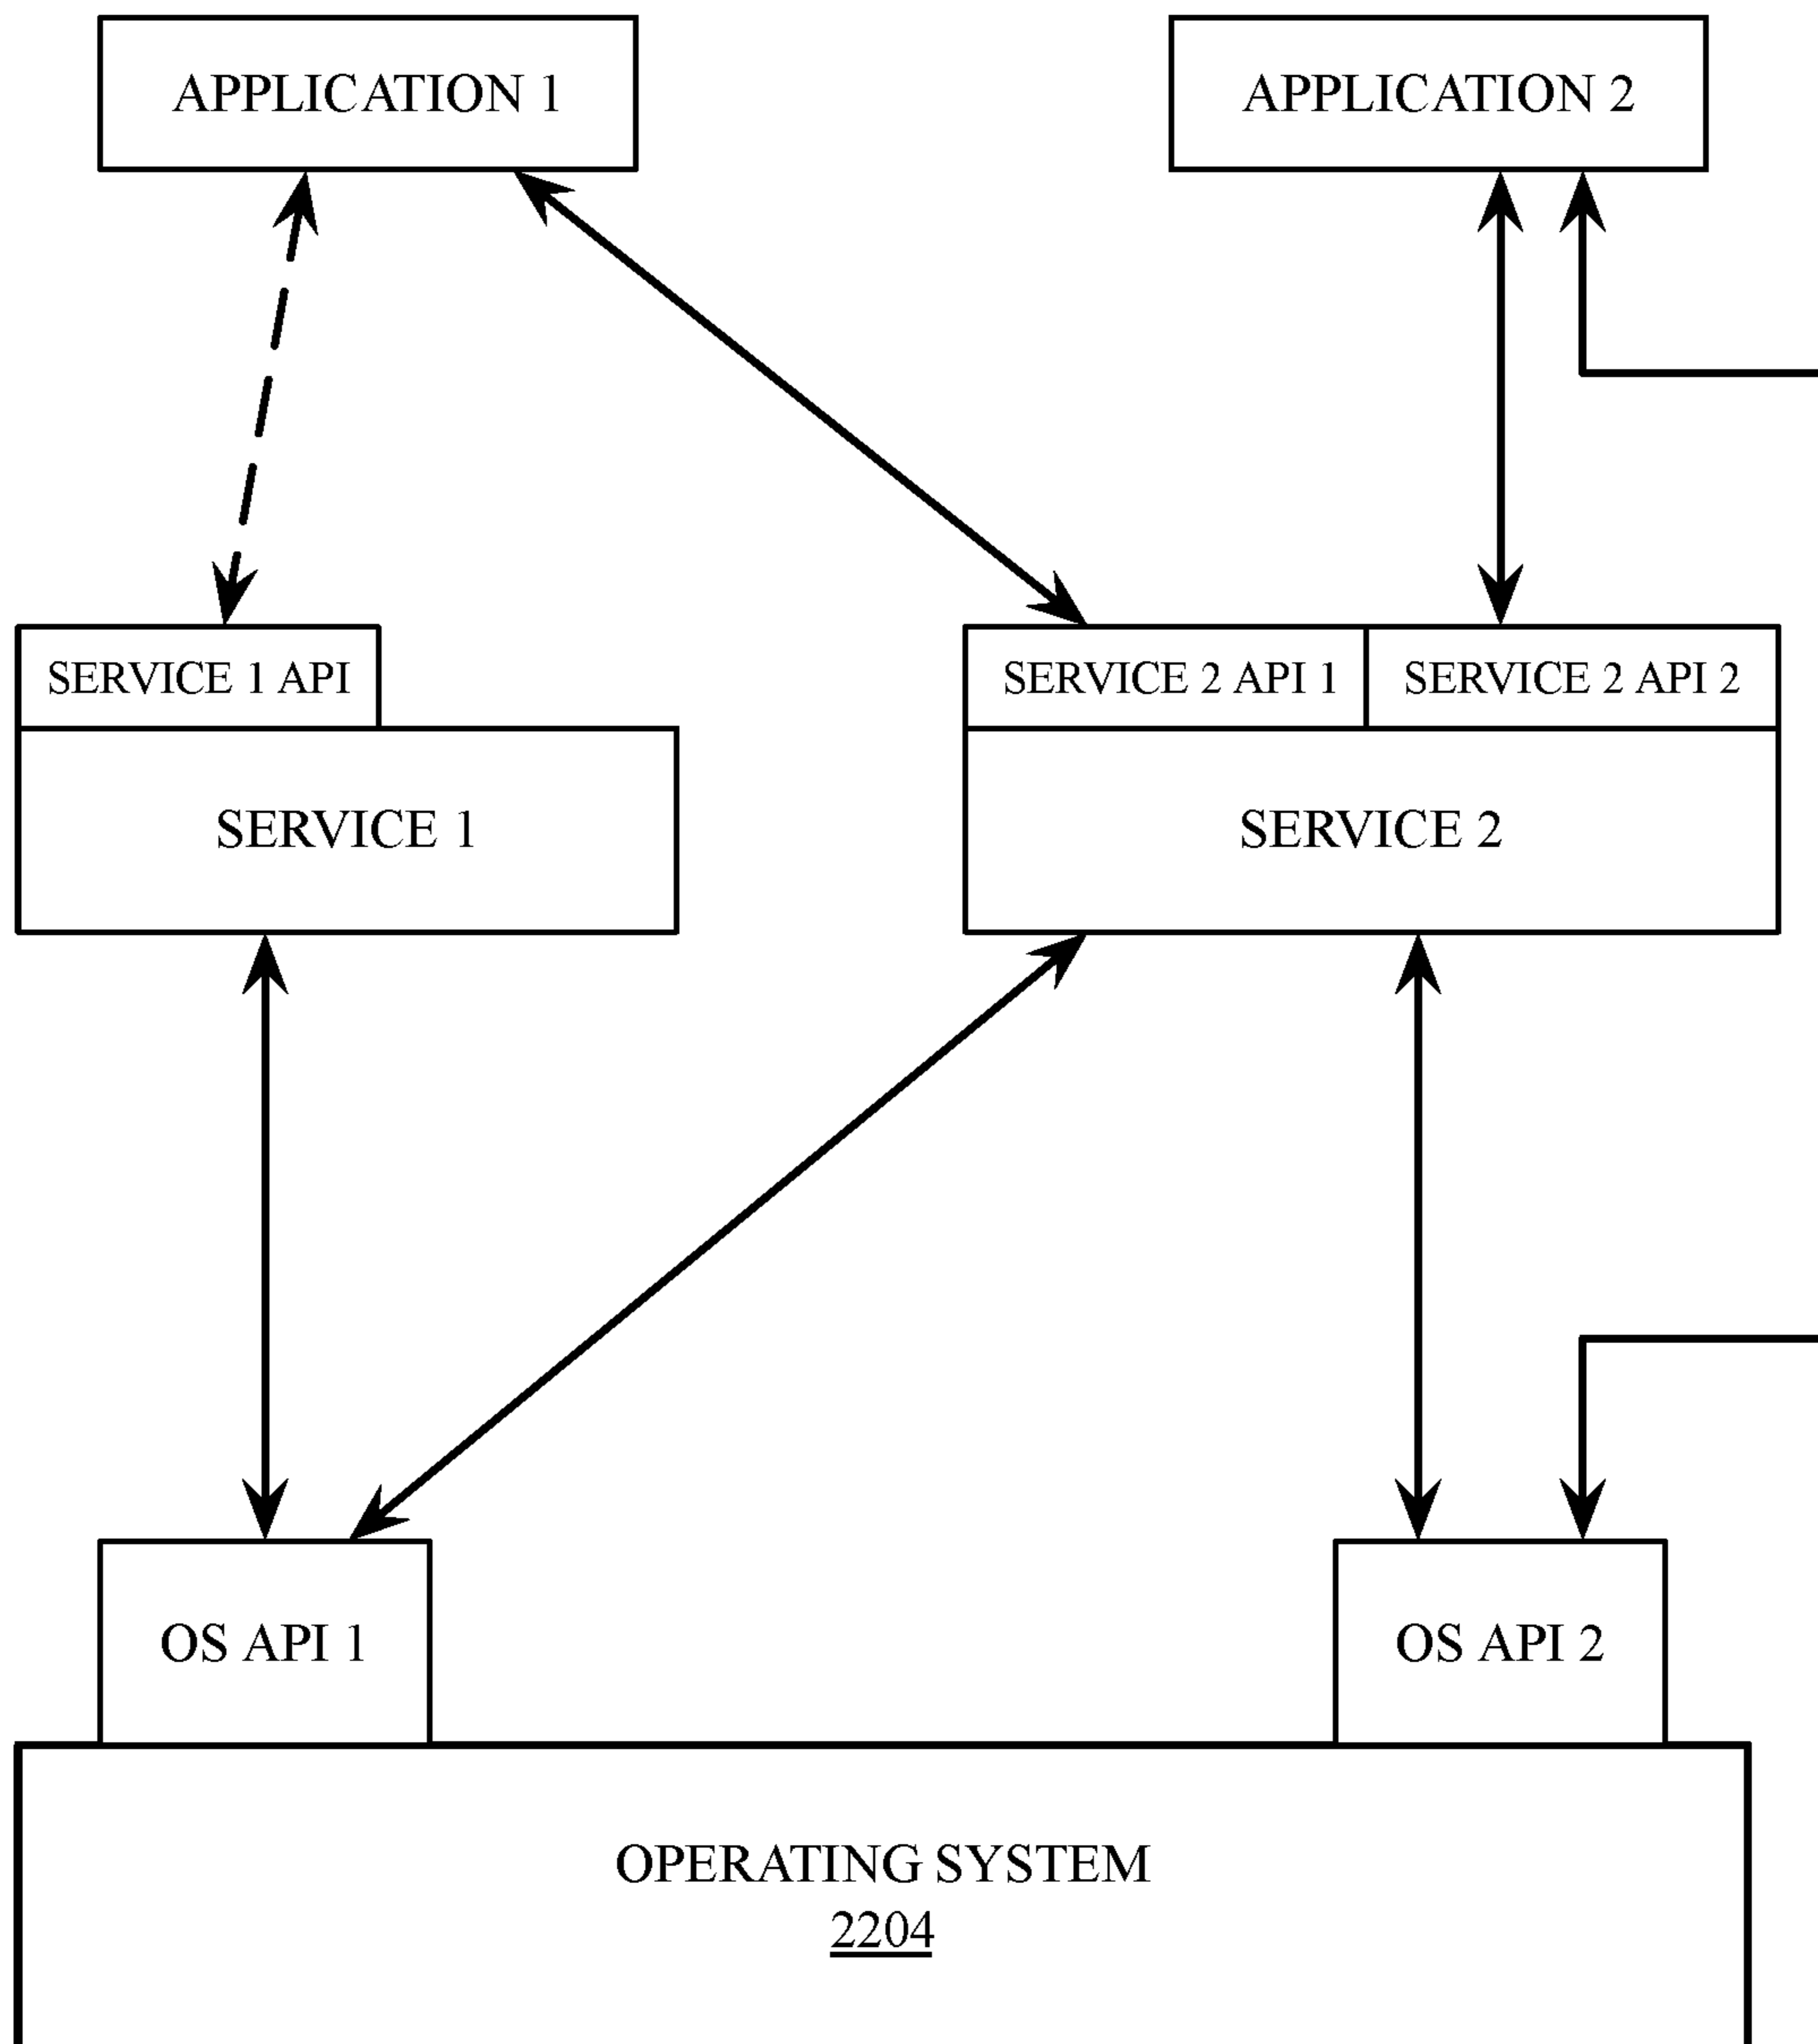 APPLICATION 1
APPLICATION 2
SERVICE 1 API
SERVICE 2 API 1
SERVICE 2 API 2
SERVICE 1
SERVICE 2
OS API 1
OS API 2
OPERATING SYSTEM
2204